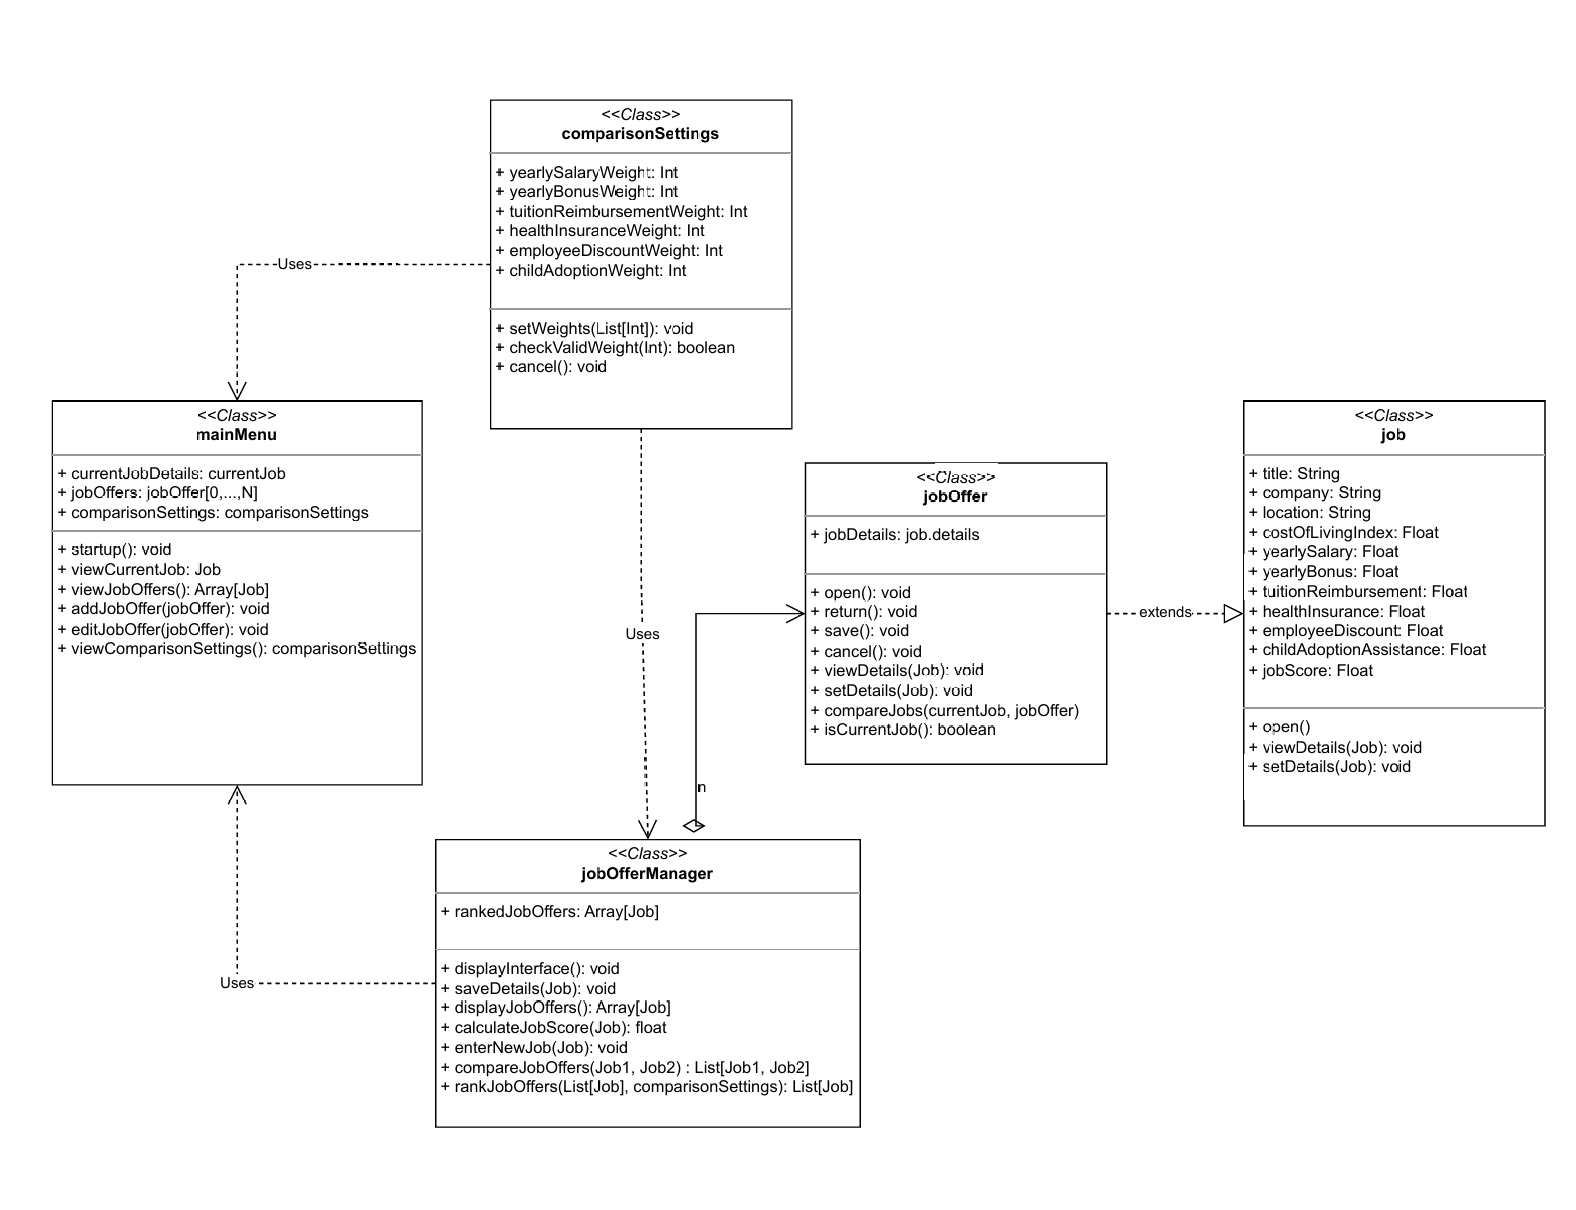 <<Class>>
comparisonSettings
+ yearlySalaryWeight: Int
+ yearlyBonusWeight: Int
+ tuitionReimbursementWeight: Int
+ healthInsuranceWeight: Int
+ employeeDiscountWeight: Int
+ childAdoptionWeight: Int
+ setWeights(List[Int]): void
+ checkValidWeight(Int): boolean
+ cancel(): void
Uses
<<Class>>
mainMenu
+ currentJobDetails: currentJob
+ jobOffers: jobOffer[0,...,N]
+ comparisonSettings: comparisonSettings
+ startup(): void
+ viewCurrentJob: Job
+ viewJobOffers(): Array[Job]
+ addJobOffer(jobOffer): void
+ editJobOffer(jobOffer): void
+ viewComparisonSettings(): comparisonSettings
Uses
<<Class>>
jobOffer
+ jobDetails: job.details
+ open(): void
+ return(): void
+ save(): void
+ cancel(): void
+ viewDetails(Job): void
+ setDetails(Job): void
+ compareJobs(currentJob, jobOffer)
+ isCurrentJob(): boolean
extends
<<Class>>
job
+ title: String
+ company: String
+ location: String
+ costOfLivingIndex: Float
+ yearlySalary: Float
+ yearlyBonus: Float
+ tuitionReimbursement: Float
+ healthInsurance: Float
+ employeeDiscount: Float
+ childAdoptionAssistance: Float
+ jobScore: Float
+ open()
+ viewDetails(Job): void
+ setDetails(Job): void
n
<<Class>>
jobOfferManager
+ rankedJobOffers: Array[Job]
+ displayInterface(): void
+ saveDetails(Job): void
+ displayJobOffers(): Array[Job]
+ calculateJobScore(Job): float
+ enterNewJob(Job): void
+ compareJobOffers(Job1, Job2) : List[Job1, Job2]
+ rankJobOffers(List[Job], comparisonSettings): List[Job]
Uses